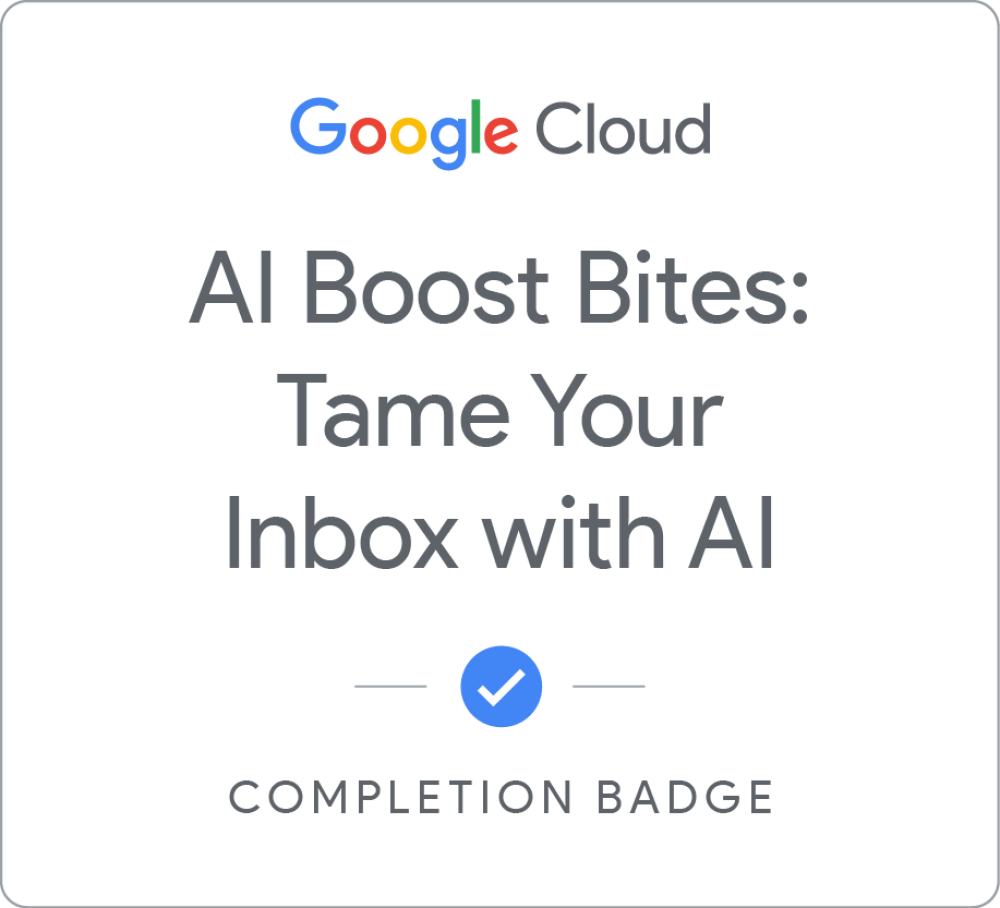 Google Cloud
AI Boost Bites:
Tame Your
Inbox with AI
COMPLETION BADGE